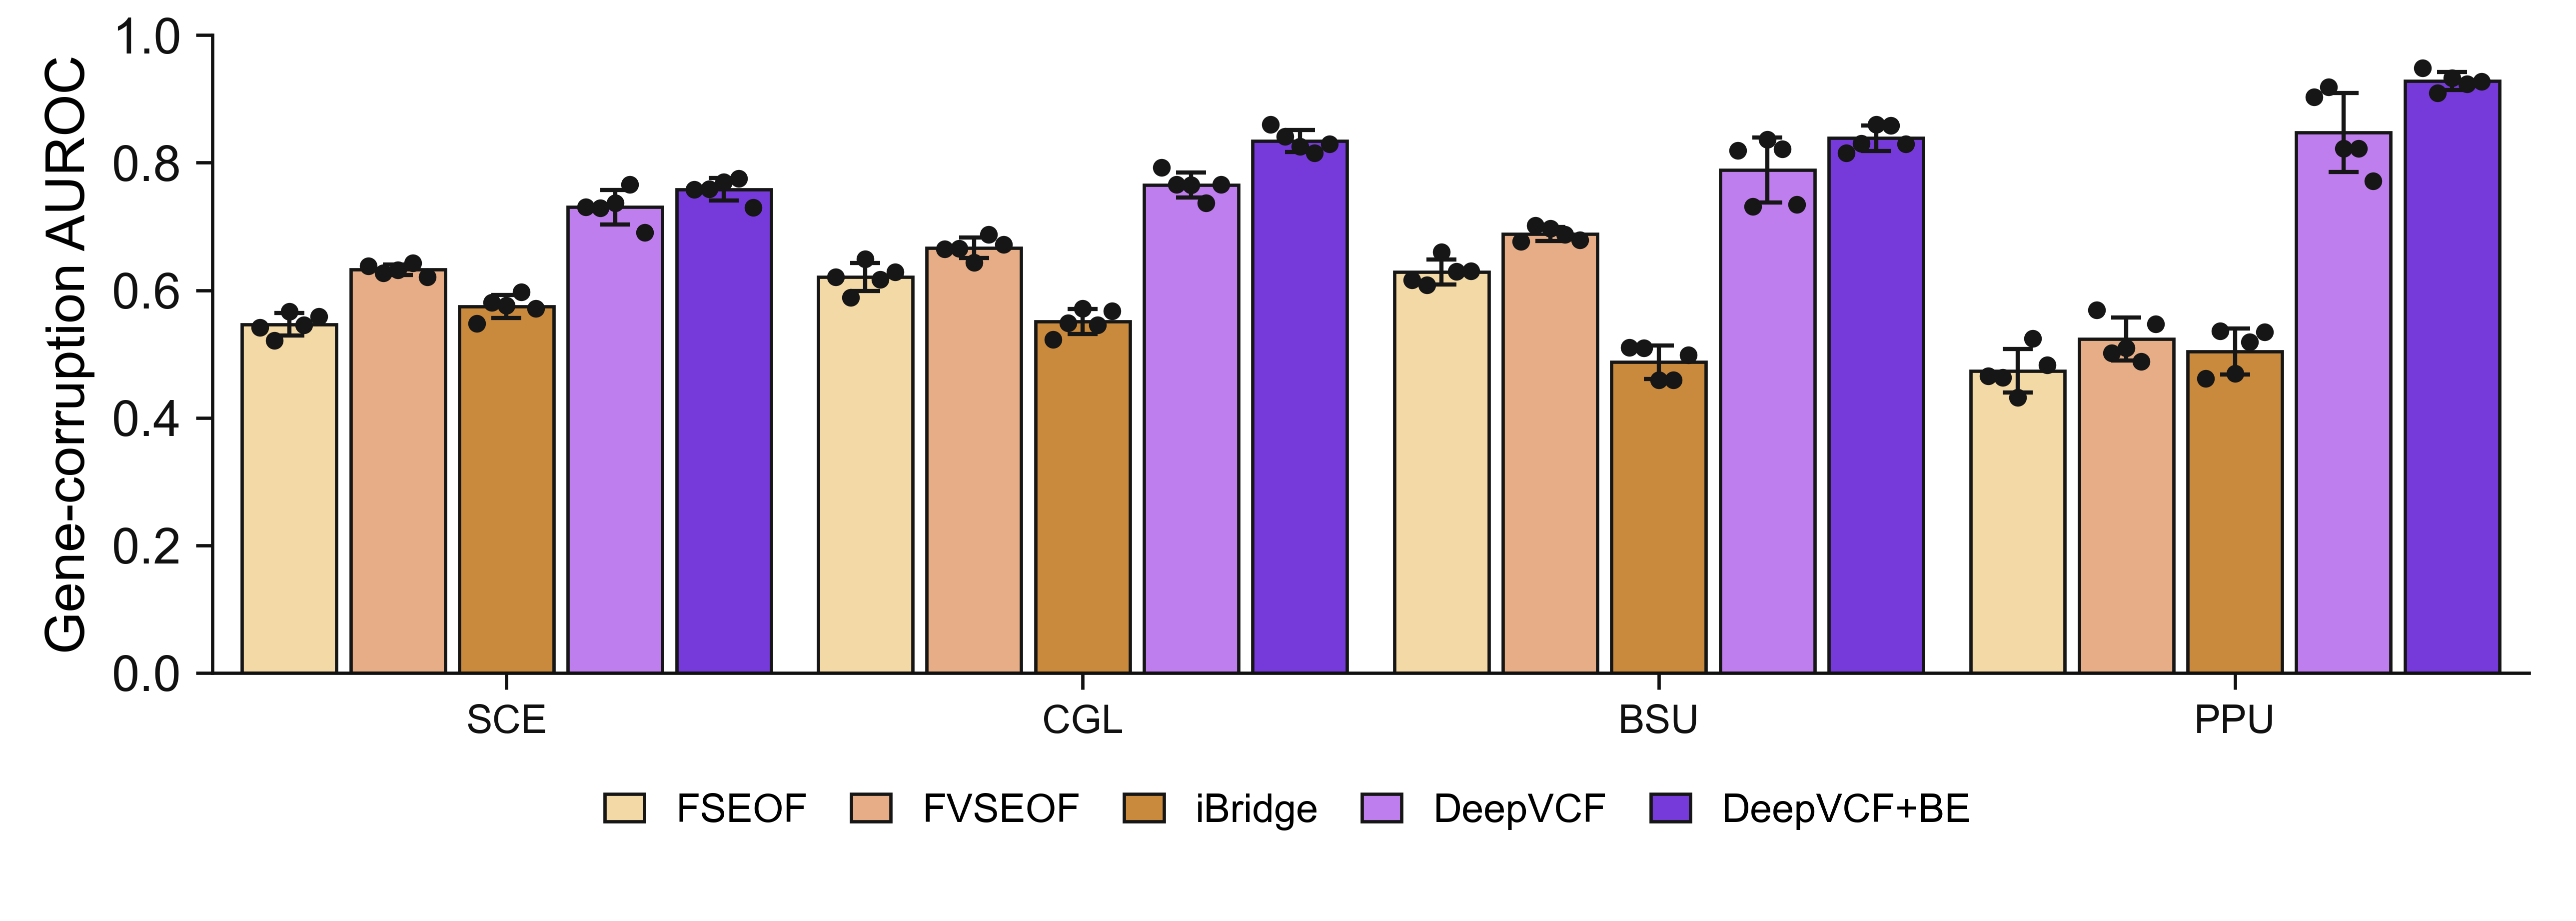 Gene-corruption AUROC
1.0
0.8
0.6
0.4
0.2
0.0
SCE CGL BSU PPU
FSEOF FVSEOF iBridge DeepVCF DeepVCF+BE